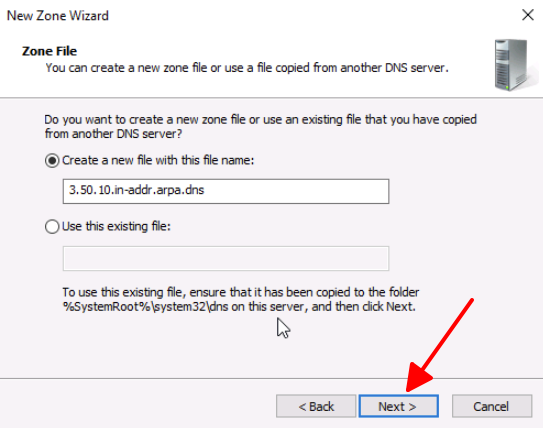 New Zone Wizard
Zone File
You can create a new zone file or use a file copied from another DNS server.
Do you want to create a new zone file or use an existing file that you have copied
from another DNS server?
Create a new file with this file name:
3.50.10.in-addr.arpa.dns
Use this existing file:
To use this existing file, ensure that it has been copied to the folder
%SystemRoot%\system32\dns on this server, and then click Next.
< Back
Next >
Cancel